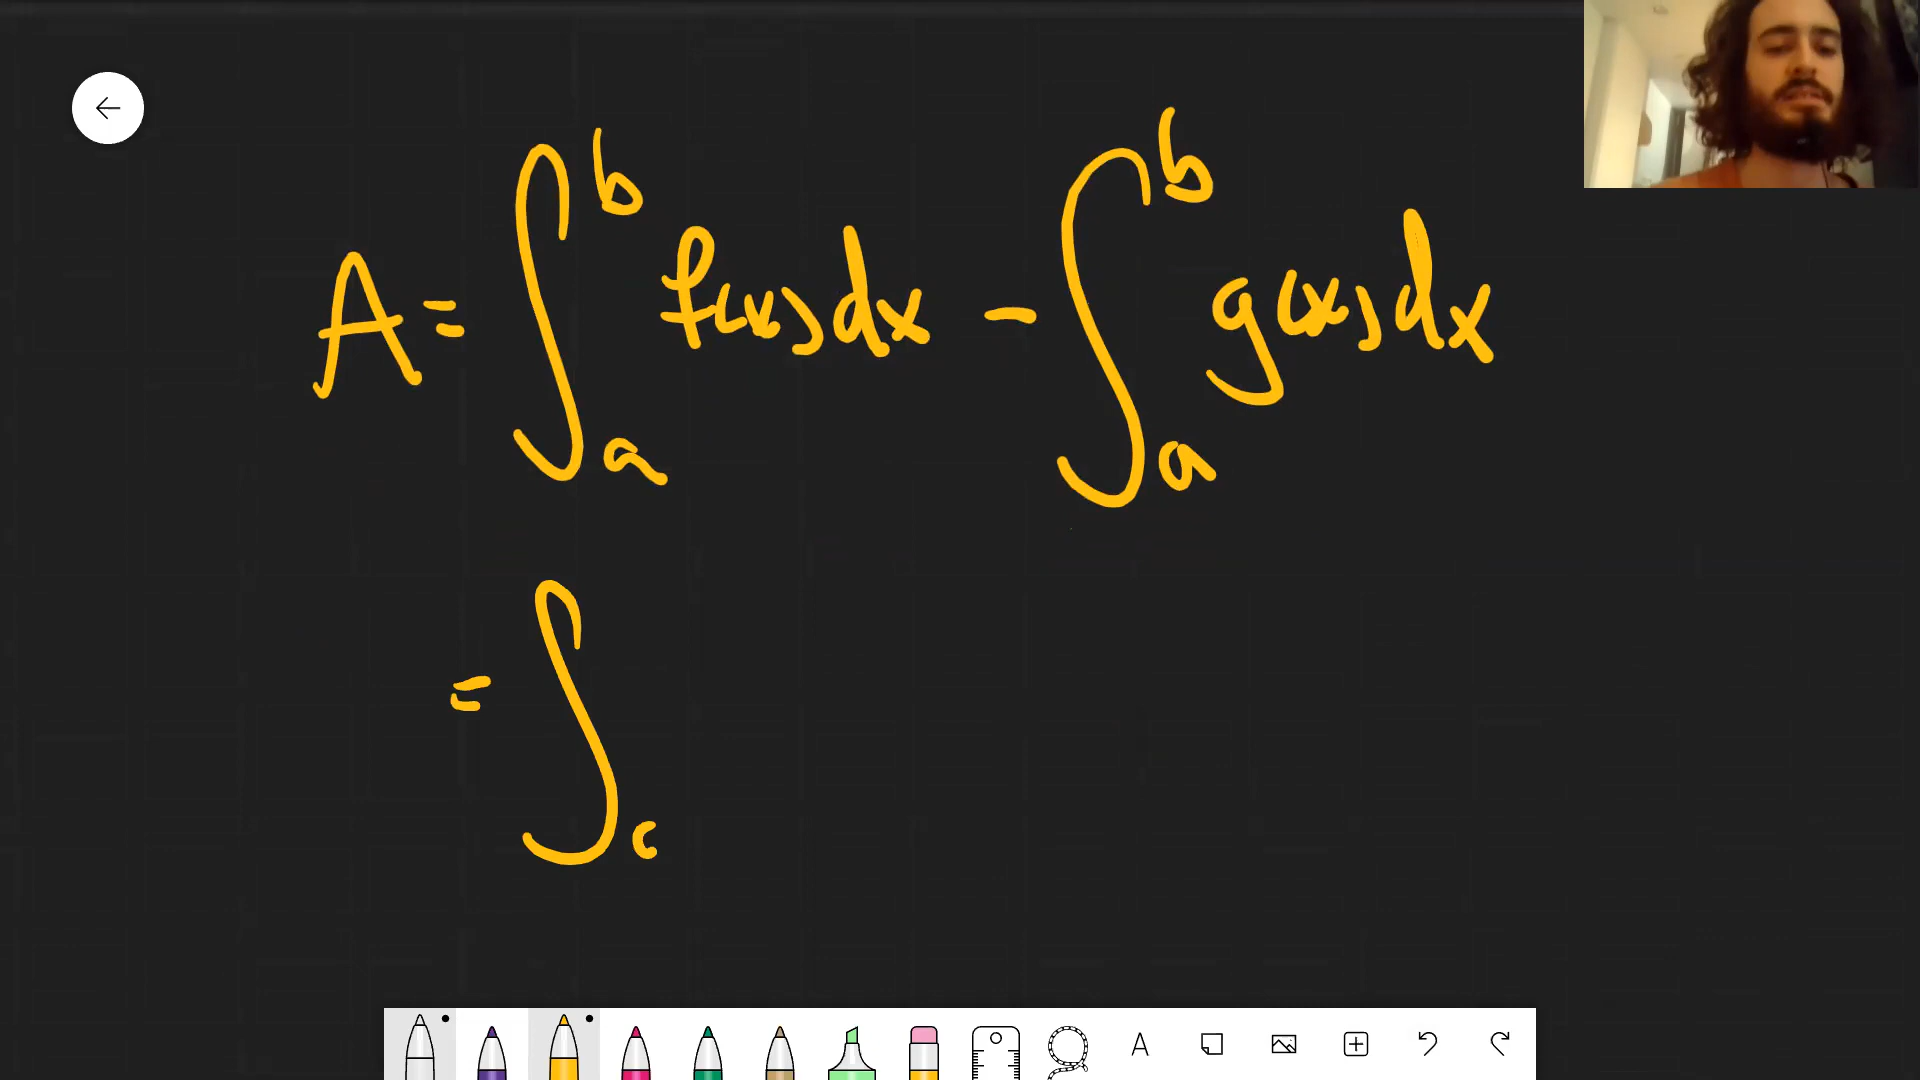 A = ∫_a^b f(x)dx - ∫_a^b g(x)dx
= ∫_c
A